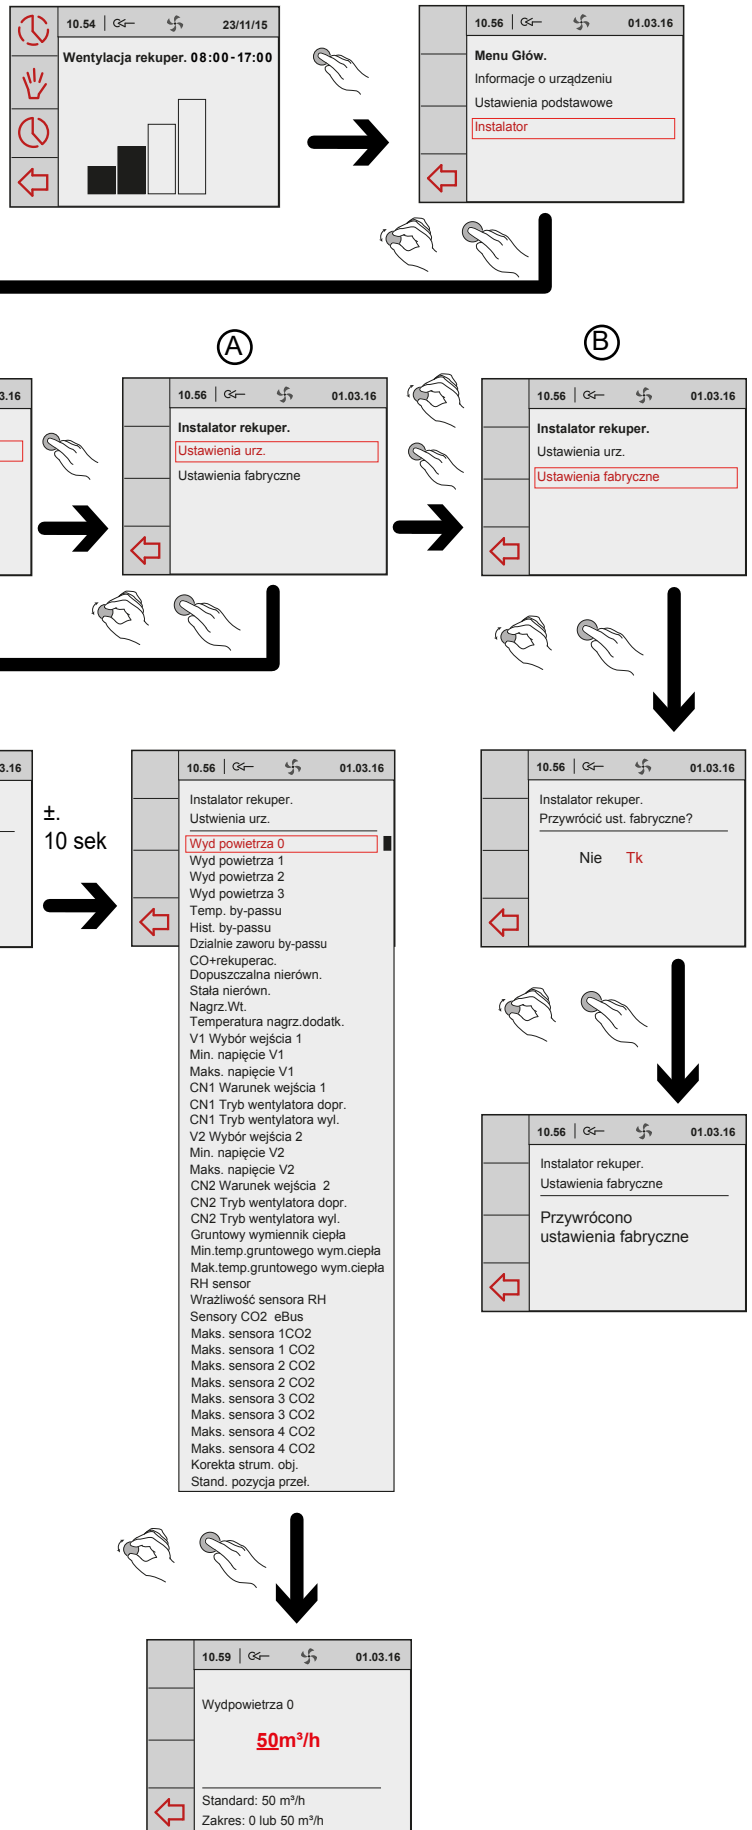 10.54
23/11/15
Wentylacja rekuper. 08:00-17:00
10.56
01.03.16
Menu Głów.
Informacje o urządzeniu
Ustawienia podstawowe
Instalator
A
B
3.16
10.56
01.03.16
Instalator rekuper.
Ustawienia urz.
Ustawienia fabryczne
10.56
01.03.16
Instalator rekuper.
Ustawienia urz.
Ustawienia fabryczne
3.16
±.
10 sek
10.56
01.03.16
Instalator rekuper.
Ustwienia urz.
Wyd powietrza 0
Wyd powietrza 1
Wyd powietrza 2
Wyd powietrza 3
Temp. by-passu
Hist. by-passu
Dzialnie zaworu by-passu
CO+rekuperac.
Dopuszczalna nierówn.
Stała nierówn.
Nagrz.Wt.
Temperatura nagrz.dodatk.
V1 Wybór wejścia 1
Min. napięcie V1
Maks. napięcie V1
CN1 Warunek wejścia 1
CN1 Tryb wentylatora dopr.
CN1 Tryb wentylatora wyl.
V2 Wybór wejścia 2
Min. napięcie V2
Maks. napięcie V2
CN2 Warunek wejścia 2
CN2 Tryb wentylatora dopr.
CN2 Tryb wentylatora wyl.
Gruntowy wymiennik ciepła
Min.temp.gruntowego wym.ciepła
Mak.temp.gruntowego wym.ciepła
RH sensor
Wrażliwość sensora RH
Sensory CO2 eBus
Maks. sensora 1CO2
Maks. sensora 1 CO2
Maks. sensora 2 CO2
Maks. sensora 2 CO2
Maks. sensora 3 CO2
Maks. sensora 3 CO2
Maks. sensora 4 CO2
Maks. sensora 4 CO2
Korekta strum. obj.
Stand. pozycja przeł.
10.56
01.03.16
Instalator rekuper.
Przywrócić ust. fabryczne?
Nie Tk
10.56
01.03.16
Instalator rekuper.
Ustawienia fabryczne
Przywrócono
ustawienia fabryczne
10.59
01.03.16
Wydpowietrza 0
50m³/h
Standard: 50 m³/h
Zakres: 0 lub 50 m³/h